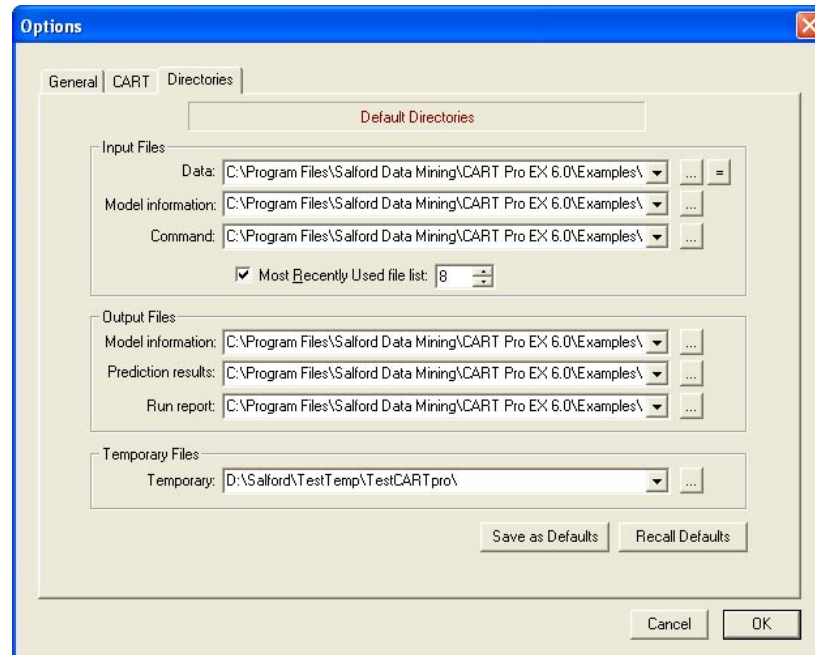 Options
General CART Directories
Default Directories
Input Files
Data: C:\Program Files\Salford Data Mining\CART Pro EX 6.0\Examples\ ... =
Model information: C:\Program Files\Salford Data Mining\CART Pro EX 6.0\Examples\ ...
Command: C:\Program Files\Salford Data Mining\CART Pro EX 6.0\Examples\ ...
Most Recently Used file list: 8
Output Files
Model information: C:\Program Files\Salford Data Mining\CART Pro EX 6.0\Examples\ ...
Prediction results: C:\Program Files\Salford Data Mining\CART Pro EX 6.0\Examples\ ...
Run report: C:\Program Files\Salford Data Mining\CART Pro EX 6.0\Examples\ ...
Temporary Files
Temporary: D:\Salford\TestTemp\TestCARTpro\ ...
Save as Defaults Recall Defaults
Cancel OK